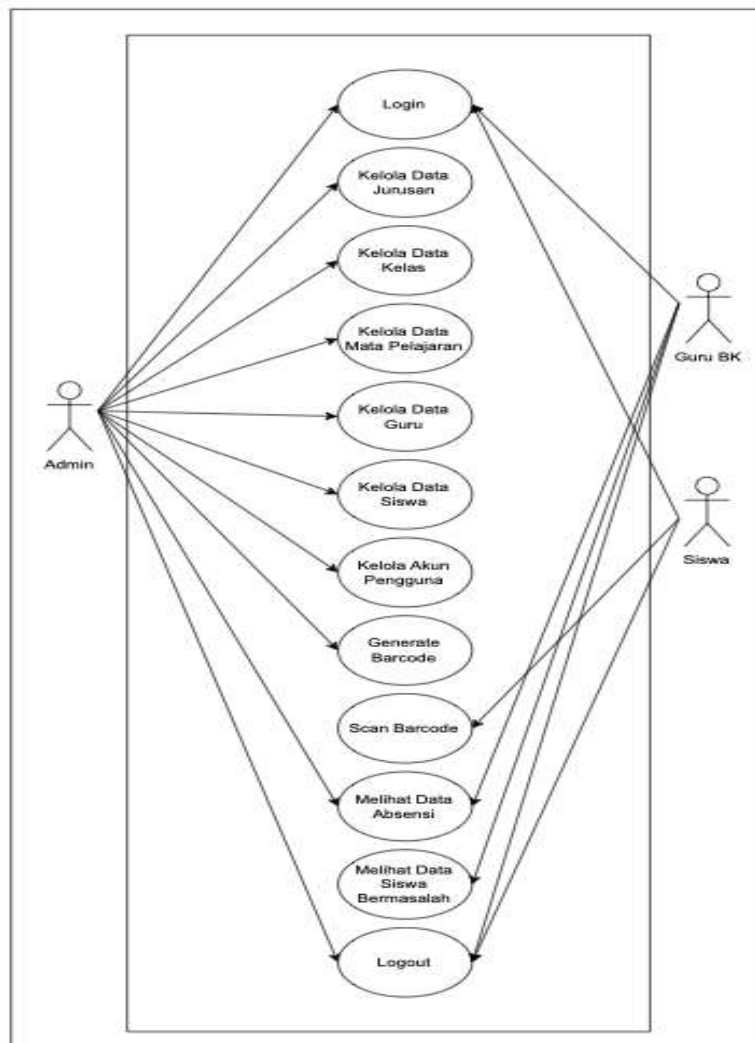 Login
Kelola Data
Jurusan
Kelola Data
Kelas
Kelola Data
Mata Pelajaran
Guru BK
Kelola Data
Guru
Admin
Kelola Data
Siswa
Siswa
Kelola Akun
Pengguna
Generate
Barcode
Scan Barcode
Melihat Data
Absensi
Melihat Data
Siswa
Bermasalah
Logout